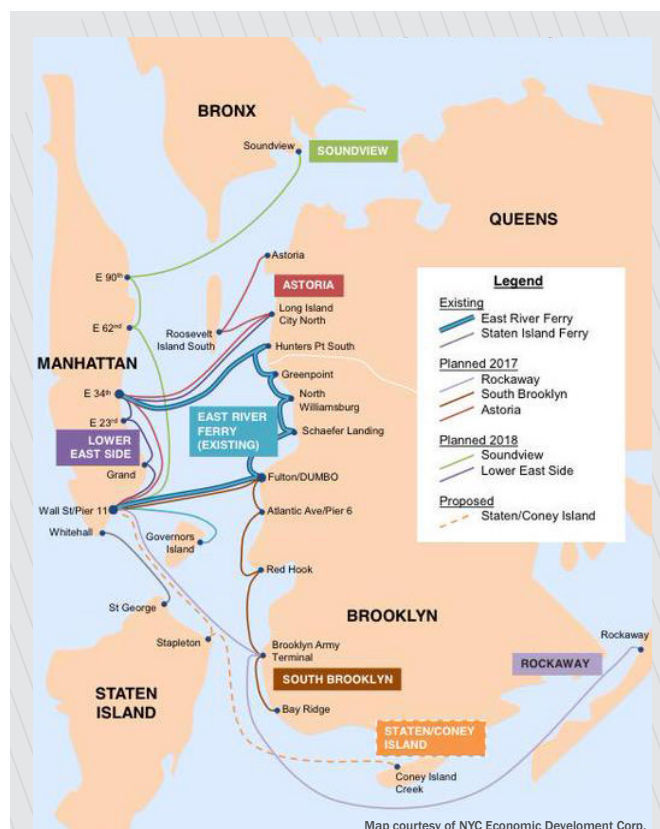 BRONX
Soundview
SOUNDVIEW
QUEENS
E 90th
Astoria
ASTORIA
Long Island
City North
E 62nd
Roosevelt
Island South
Hunters Pt South
MANHATTAN
Greenpoint
E 34th
North
Williamsburg
E 23rd
EAST RIVER
FERRY
(EXISTING)
Schaefer Landing
LOWER
EAST SIDE
Grand
Fulton/DUMBO
Wall St/Pier 11
Atlantic Ave/Pier 6
Whitehall
Governors
Island
Red Hook
St George
BROOKLYN
Stapleton
Brooklyn Army
Terminal
Rockaway
ROCKAWAY
SOUTH BROOKLYN
STATEN
ISLAND
Bay Ridge
STATEN/CONEY
ISLAND
Coney Island
Creek
Legend
Existing
East River Ferry
Staten Island Ferry
Planned 2017
Rockaway
South Brooklyn
Astoria
Planned 2018
Soundview
Lower East Side
Proposed
Staten/Coney Island
Map courtesy of NYC Economic Develoment Corp.